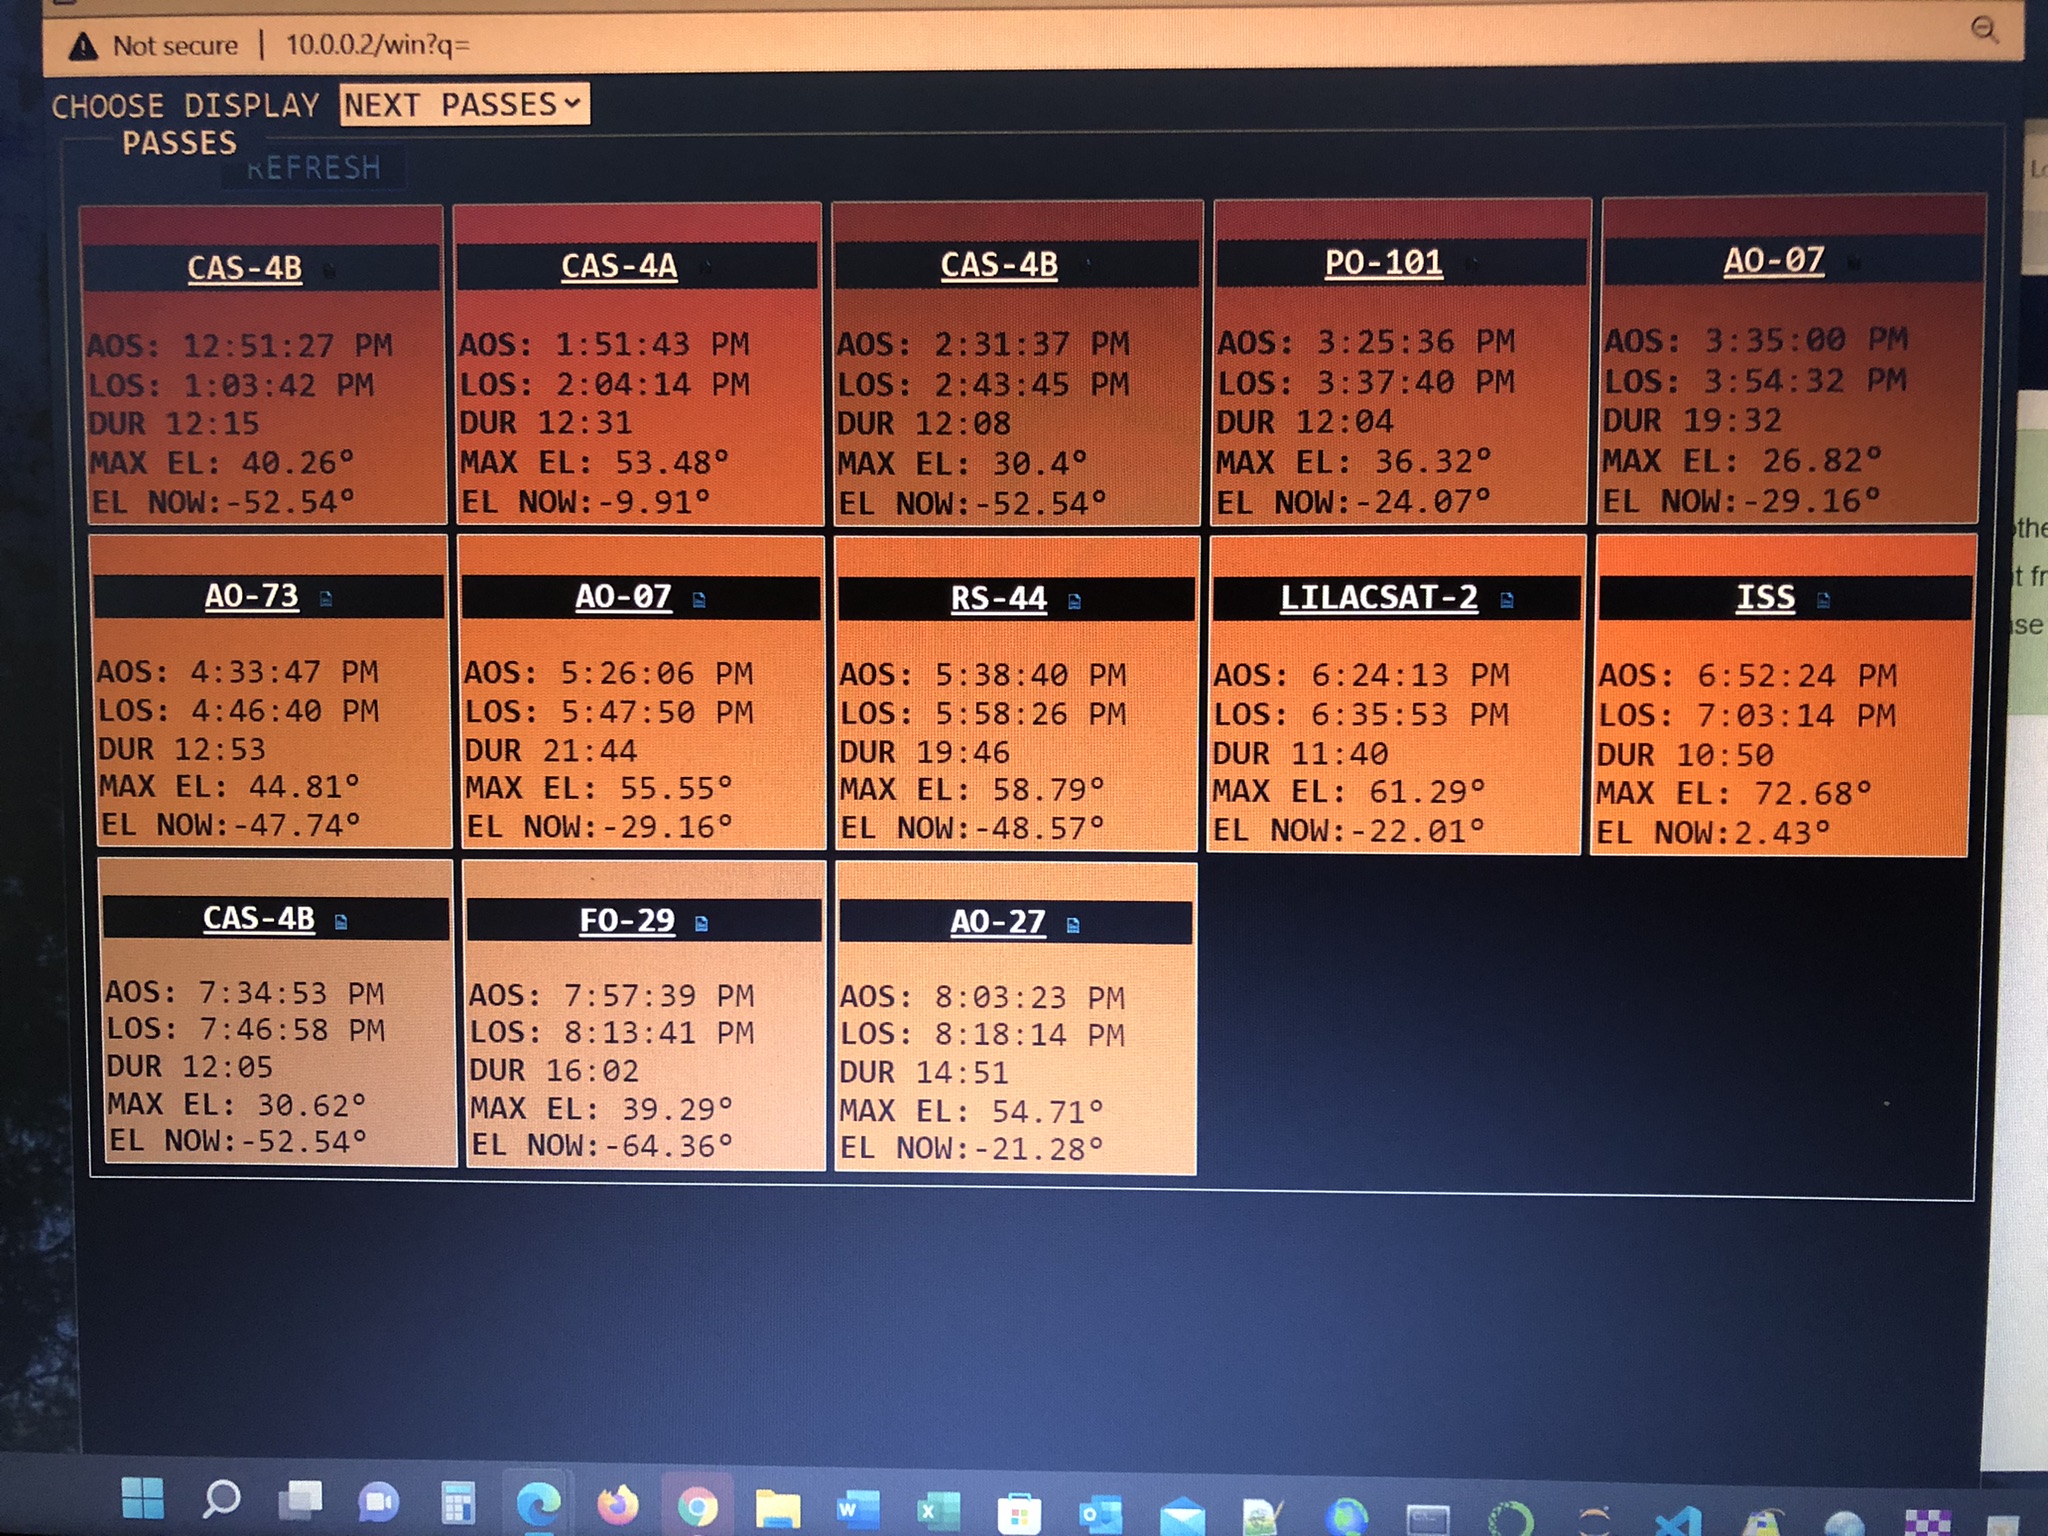 Not secure | 10.0.0.2/win?q=
CHOOSE DISPLAY NEXT PASSES
PASSES
REFRESH
CAS-4B
AOS: 12:51:27 PM
LOS: 1:03:42 PM
DUR 12:15
MAX EL: 40.26°
EL NOW:-52.54°
CAS-4A
AOS: 1:51:43 PM
LOS: 2:04:14 PM
DUR 12:31
MAX EL: 53.48°
EL NOW:-9.91°
CAS-4B
AOS: 2:31:37 PM
LOS: 2:43:45 PM
DUR 12:08
MAX EL: 30.4°
EL NOW:-52.54°
PO-101
AOS: 3:25:36 PM
LOS: 3:37:40 PM
DUR 12:04
MAX EL: 36.32°
EL NOW:-24.07°
AO-07
AOS: 3:35:00 PM
LOS: 3:54:32 PM
DUR 19:32
MAX EL: 26.82°
EL NOW:-29.16°
AO-73
AOS: 4:33:47 PM
LOS: 4:46:40 PM
DUR 12:53
MAX EL: 44.81°
EL NOW:-47.74°
AO-07
AOS: 5:26:06 PM
LOS: 5:47:50 PM
DUR 21:44
MAX EL: 55.55°
EL NOW:-29.16°
RS-44
AOS: 5:38:40 PM
LOS: 5:58:26 PM
DUR 19:46
MAX EL: 58.79°
EL NOW:-48.57°
LILACSAT-2
AOS: 6:24:13 PM
LOS: 6:35:53 PM
DUR 11:40
MAX EL: 61.29°
EL NOW:-22.01°
ISS
AOS: 6:52:24 PM
LOS: 7:03:14 PM
DUR 10:50
MAX EL: 72.68°
EL NOW:2.43°
CAS-4B
AOS: 7:34:53 PM
LOS: 7:46:58 PM
DUR 12:05
MAX EL: 30.62°
EL NOW:-52.54°
FO-29
AOS: 7:57:39 PM
LOS: 8:13:41 PM
DUR 16:02
MAX EL: 39.29°
EL NOW:-64.36°
AO-27
AOS: 8:03:23 PM
LOS: 8:18:14 PM
DUR 14:51
MAX EL: 54.71°
EL NOW:-21.28°